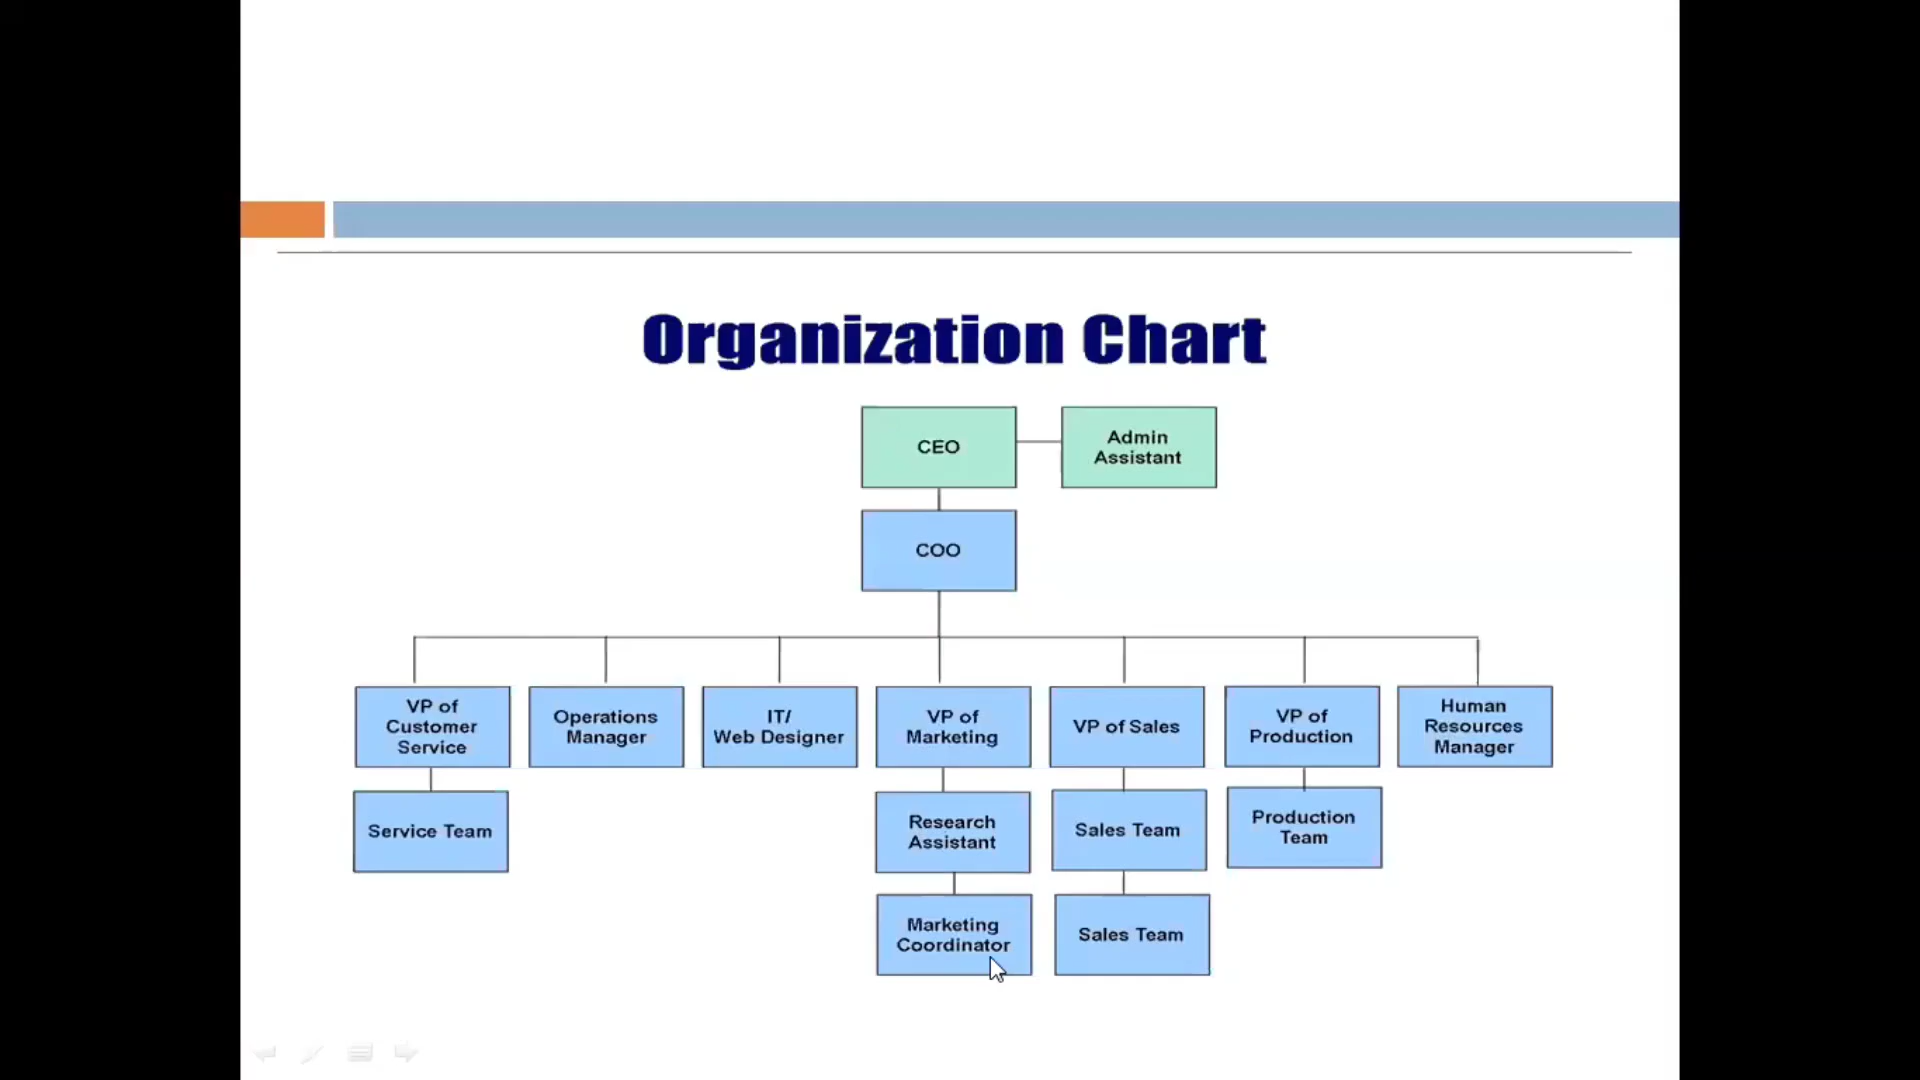 Organization Chart
CEO
Admin
Assistant
COO
VP of
Customer
Service
Operations
Manager
IT/
Web Designer
VP of
Marketing
VP of Sales
VP of
Production
Human
Resources
Manager
Service Team
Research
Assistant
Sales Team
Production
Team
Marketing
Coordinator
Sales Team